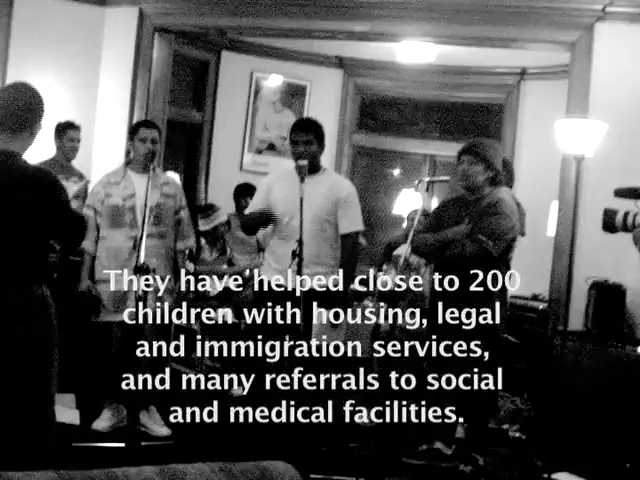 They have helped close to 200
children with housing, legal
and immigration services,
and many referrals to social
and medical facilities.